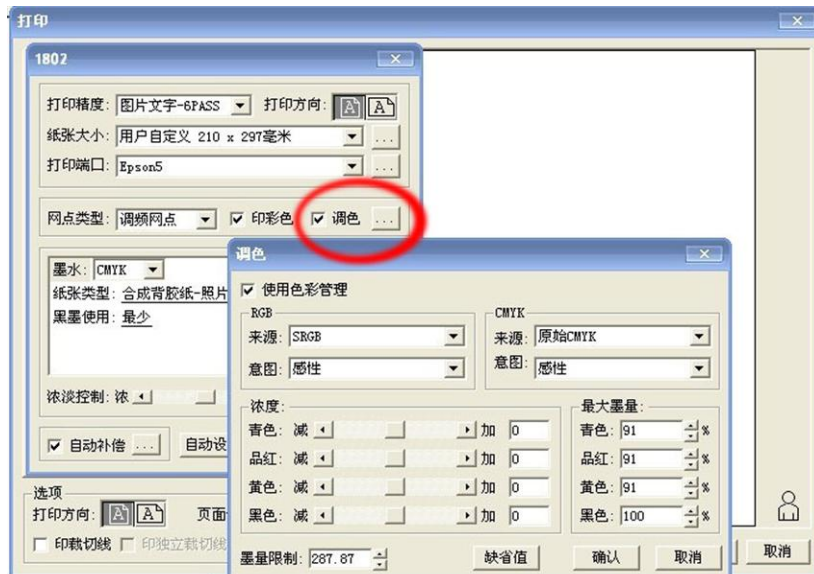 打印
1802
打印精度: 图片文字-6PASS 打印方向: A A
纸张大小: 用户自定义 210 x 297毫米 ...
打印端口: Epson5 ...
网点类型: 调频网点 印彩色 调色 ...
墨水: CMYK
纸张类型: 合成背胶纸-照片
黑墨使用: 最少
浓淡控制: 浓
自动补偿 ... 自动设
选项
打印方向: A A 页面
印裁切线 印独立裁切线
调色
使用色彩管理
RGB
来源: SRGB
意图: 感性
CMYK
来源: 原始CMYK
意图: 感性
浓度:
青色: 减 加 0
品红: 减 加 0
黄色: 减 加 0
黑色: 减 加 0
最大墨量:
青色: 91 %
品红: 91 %
黄色: 91 %
黑色: 100 %
墨量限制: 287.87 缺省值 确认 取消
取消